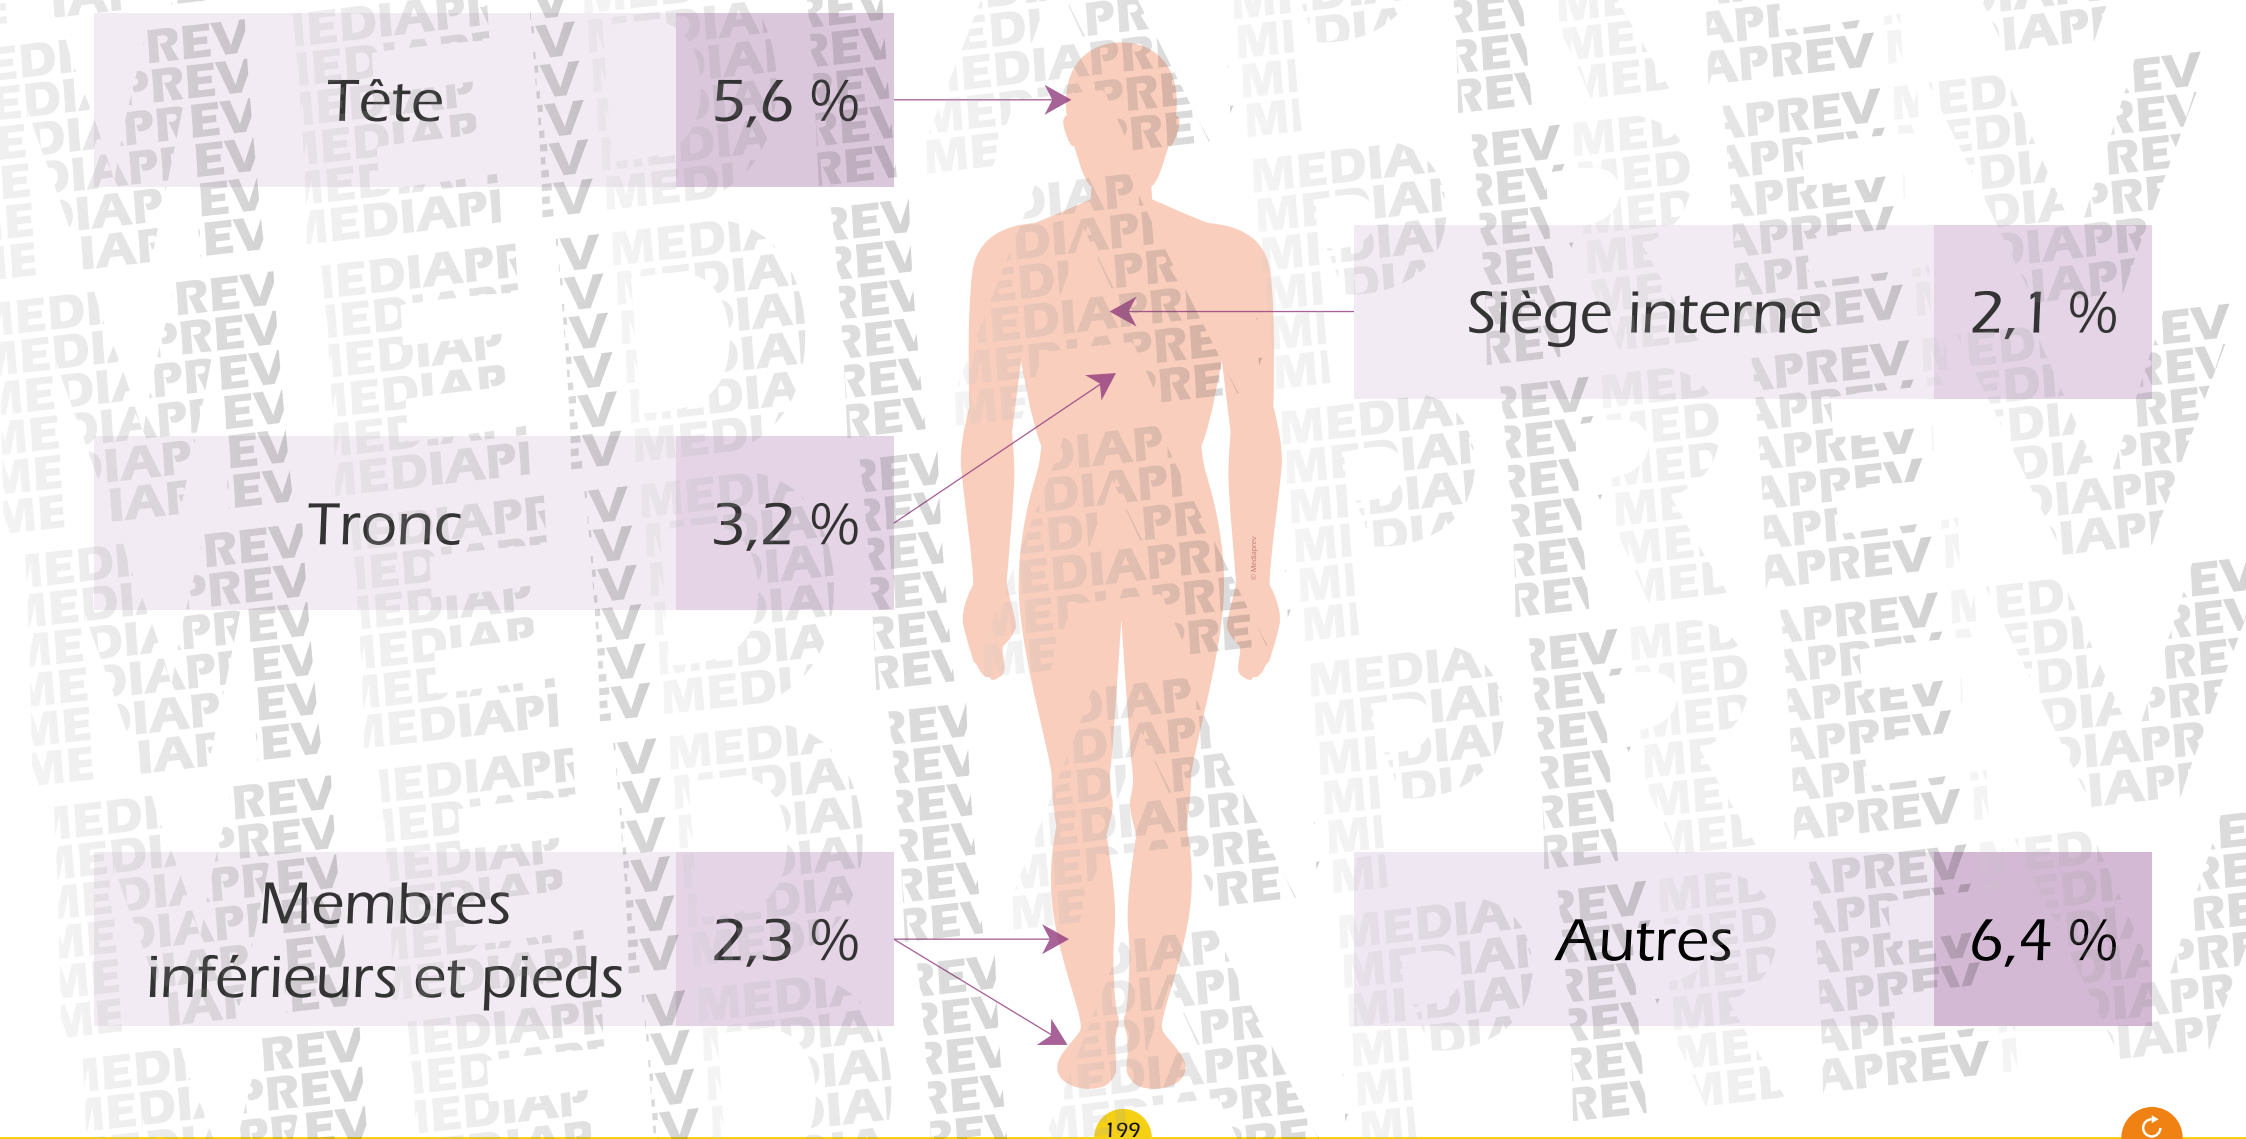 Tête
5,6 %
Siège interne
2,1 %
Tronc
3,2 %
© Mediaprev
Membres
inférieurs et pieds
2,3 %
Autres
6,4 %
199